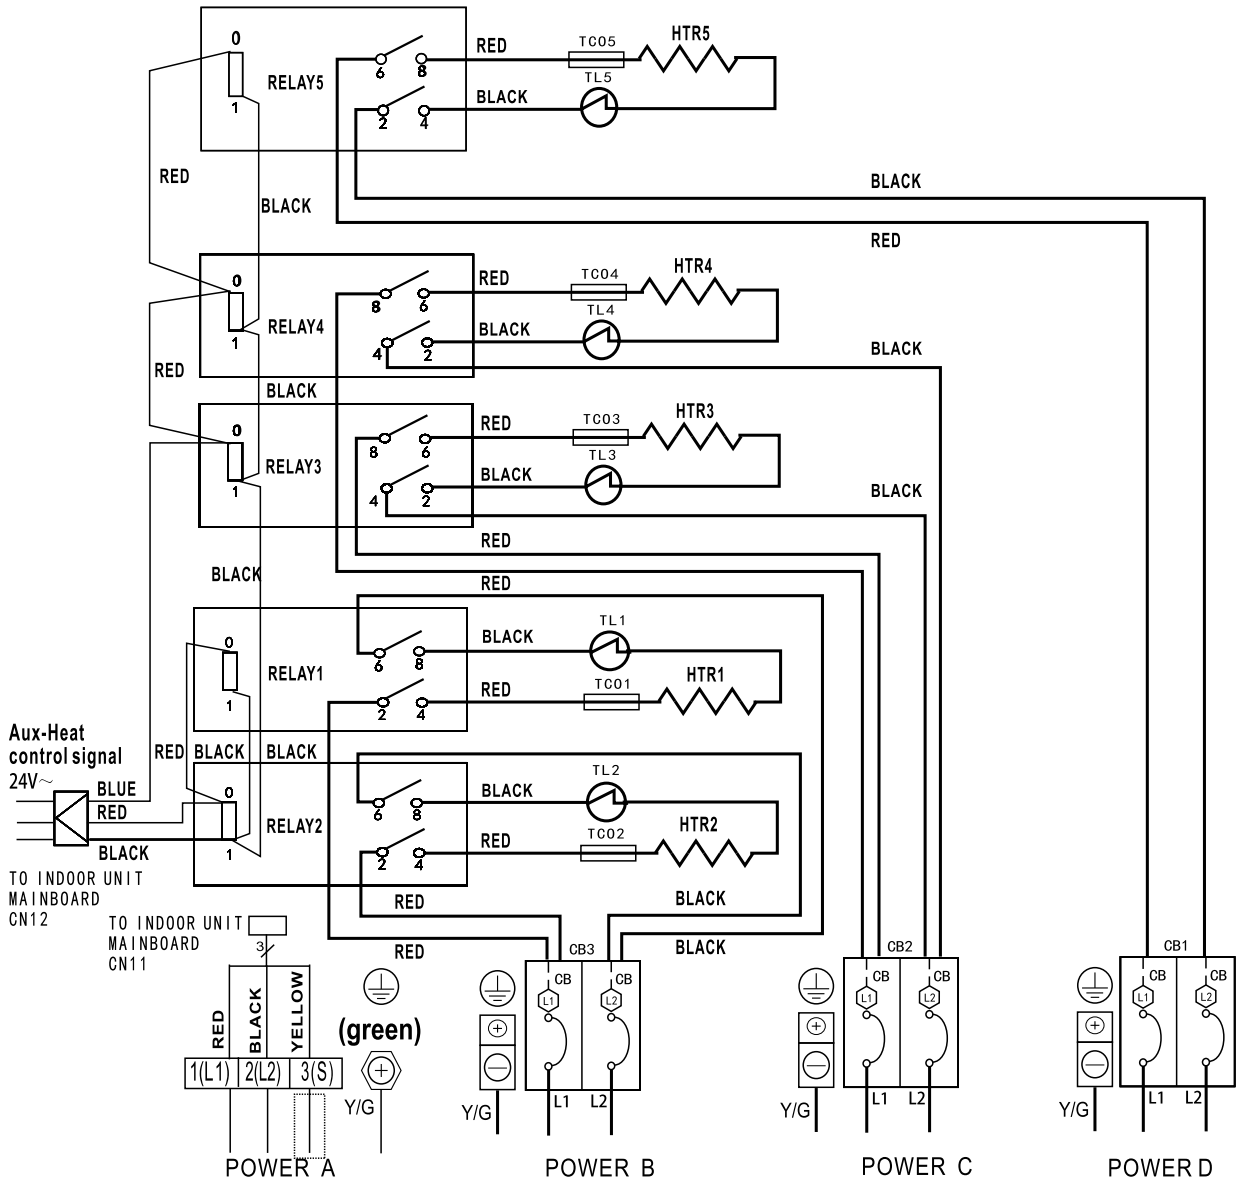 0
1
RELAY5
6
8
2
4
RED
BLACK
TCO5
HTR5
TL5
RED
BLACK
BLACK
RED
0
1
RELAY4
8
6
4
2
RED
BLACK
TCO4
HTR4
TL4
BLACK
RED
BLACK
0
1
RELAY3
8
6
4
2
RED
BLACK
TCO3
HTR3
TL3
BLACK
RED
RED
BLACK
0
1
RELAY1
6
8
2
4
BLACK
RED
TL1
TCO1
HTR1
RED
BLACK
BLACK
0
1
RELAY2
6
8
2
4
BLACK
RED
TL2
TCO2
HTR2
Aux-Heat
control signal
24V~
BLUE
RED
BLACK
TO INDOOR UNIT
MAINBOARD
CN12
TO INDOOR UNIT
MAINBOARD
CN11
3
RED
BLACK
YELLOW
1(L1)
2(L2)
3(S)
POWER A
(green)
Y/G
RED
RED
BLACK
BLACK
CB3
CB
CB
L1
L2
L1
L2
Y/G
POWER B
CB2
CB
CB
L1
L2
L1
L2
Y/G
POWER C
CB1
CB
CB
L1
L2
L1
L2
Y/G
POWER D